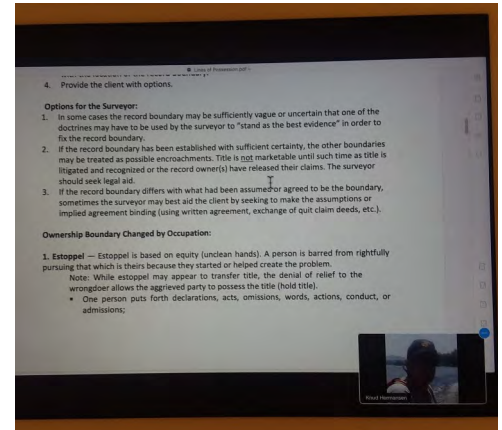 Lines of Possession.pdf
4. Provide the client with options.
Options for the Surveyor:
1. In some cases the record boundary may be sufficiently vague or uncertain that one of the
doctrines may have to be used by the surveyor to "stand as the best evidence" in order to
fix the record boundary.
2. If the record boundary has been established with sufficient certainty, the other boundaries
may be treated as possible encroachments. Title is not marketable until such time as title is
litigated and recognized or the record owner(s) have released their claims. The surveyor
should seek legal aid.
3. If the record boundary differs with what had been assumed or agreed to be the boundary,
sometimes the surveyor may best aid the client by seeking to make the assumptions or
implied agreement binding (using written agreement, exchange of quit claim deeds, etc.).
Ownership Boundary Changed by Occupation:
1. Estoppel — Estoppel is based on equity (unclean hands). A person is barred from rightfully
pursuing that which is theirs because they started or helped create the problem.
Note: While estoppel may appear to transfer title, the denial of relief to the
wrongdoer allows the aggrieved party to possess the title (hold title).
▪ One person puts forth declarations, acts, omissions, words, actions, conduct, or
admissions;
Knud Hermansen